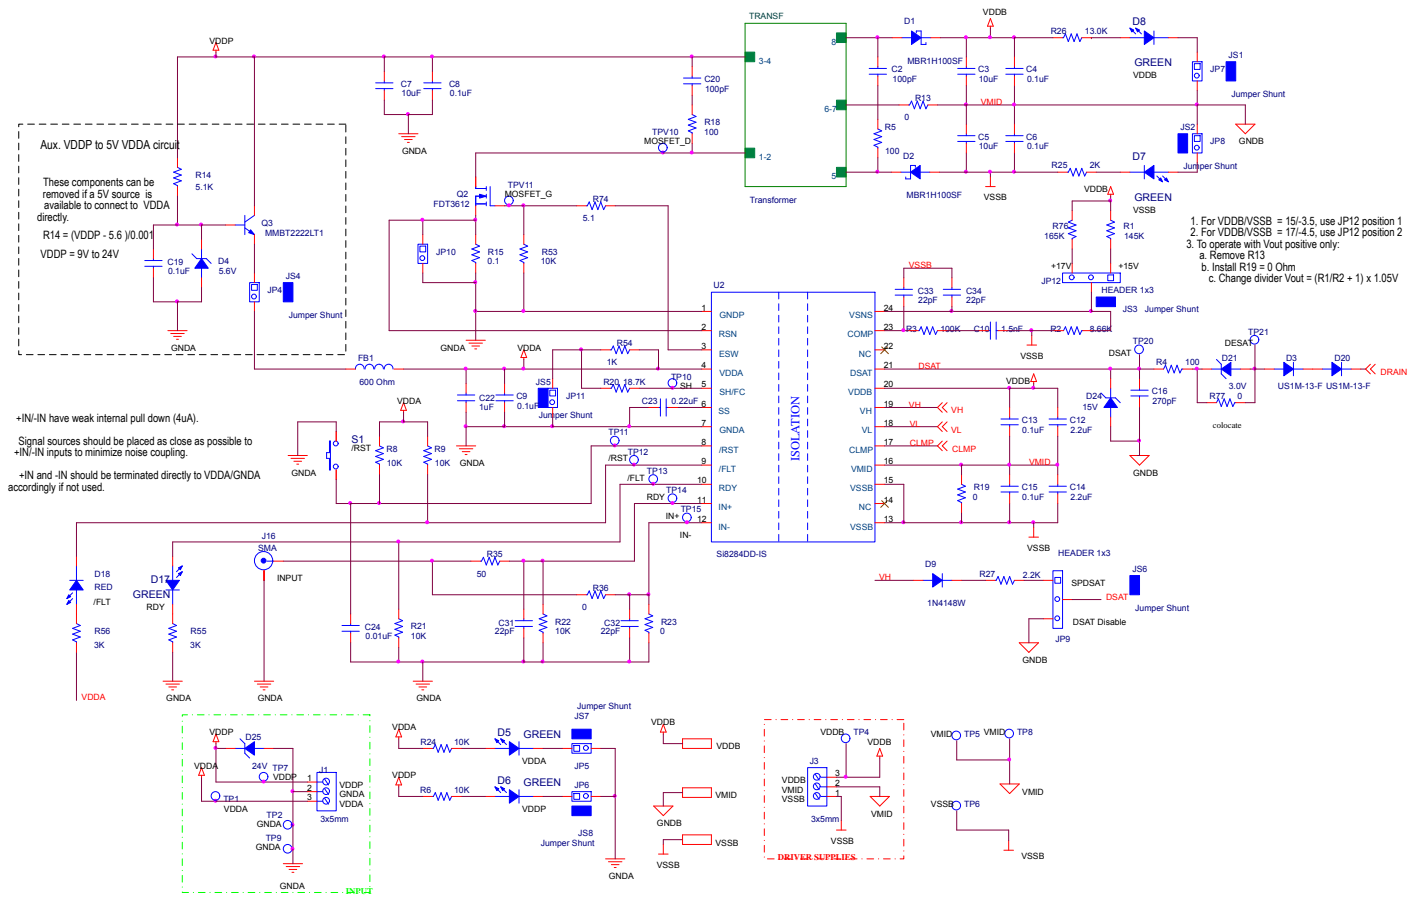 TRANSF
VDDP
3-4
1-2
8
6-7
5
Transformer
C7
10uF
C8
0.1uF
GNDA
C20
100pF
R18
100
TPV10
MOSFET_D
D1
MBR1H100SF
C2
100pF
R5
100
R13
0
D2
MBR1H100SF
C3
10uF
C4
0.1uF
VDDB
VMID
C5
10uF
C6
0.1uF
VSSB
R26
13.0K
D8
GREEN
VDDB
JS1
JP7
Jumper Shunt
GNDB
JS2
JP8
Jumper Shunt
R25
2K
D7
GREEN
VSSB
Aux. VDDP to 5V VDDA circuit
These components can be
removed if a 5V source is
available to connect to VDDA
directly.
R14 = (VDDP - 5.6 )/0.001
VDDP = 9V to 24V
R14
5.1K
Q3
MMBT2222LT1
C19
0.1uF
D4
5.6V
JS4
JP4
Jumper Shunt
GNDA
Q2
FDT3612
TPV11
MOSFET_G
R74
5.1
JP10
R15
0.1
R53
10K
GNDA
VDDB
R76
165K
R1
145K
+17V
+15V
JP12
HEADER 1x3
JS3
Jumper Shunt
1. For VDDB/VSSB = 15/-3.5, use JP12 position 1
2. For VDDB/VSSB = 17/-4.5, use JP12 position 2
3. To operate with Vout positive only:
a. Remove R13
b. Install R19 = 0 Ohm
c. Change divider Vout = (R1/R2 + 1) x 1.05V
U2
ISOLATION
Si8284DD-IS
1
GNDP
2
RSN
3
ESW
4
VDDA
5
SH/FC
6
SS
7
GNDA
8
/RST
9
/FLT
10
RDY
11
IN+
12
IN-
24
VSNS
23
COMP
22
NC
21
DSAT
20
VDDB
19
VH
18
VL
17
CLMP
16
VMID
15
VSSB
14
NC
13
VSSB
VSSB
C33
22pF
C34
22pF
R3
100K
C10
1.5nF
R2
8.66K
VSSB
DSAT
TP20
DSAT
R4
100
TP21
DESAT
D21
3.0V
R77
0
colocate
D3
US1M-13-F
D20
US1M-13-F
DRAIN
D24
15V
C16
270pF
GNDB
VDDB
VH
VH
VL
VL
CLMP
CLMP
C13
0.1uF
C12
2.2uF
VMID
R19
0
C15
0.1uF
C14
2.2uF
VSSB
FB1
600 Ohm
VDDA
C22
1uF
C9
0.1uF
GNDA
R54
1K
JS5
JP11
Jumper Shunt
R20
18.7K
TP10
SH
C23
0.22uF
TP11
/RST
TP12
/FLT
TP13
RDY
TP14
IN+
TP15
IN-
+IN/-IN have weak internal pull down (4uA).
Signal sources should be placed as close as possible to
+IN/-IN inputs to minimize noise coupling.
+IN and -IN should be terminated directly to VDDA/GNDA
accordingly if not used.
GNDA
S1
/RST
VDDA
R8
10K
R9
10K
J16
SMA
INPUT
R35
50
R36
0
D18
RED
/FLT
R56
3K
VDDA
D17
GREEN
RDY
R55
3K
GNDA
GNDA
C24
0.01uF
R21
10K
GNDA
C31
22pF
R22
10K
C32
22pF
R23
0
VH
D9
1N4148W
R27
2.2K
HEADER 1x3
SPDSAT
DSAT
DSAT Disable
JP9
JS6
Jumper Shunt
GNDB
VDDP
D25
24V
VDDA
TP7
VDDP
TP1
VDDA
TP2
GNDA
TP9
GNDA
J1
1
2
3
VDDP
GNDA
VDDA
3x5mm
GNDA
INPUT
VDDA
R24
10K
D5
GREEN
VDDA
Jumper Shunt
JS7
JP5
VDDP
R6
10K
D6
GREEN
VDDP
JP6
JS8
Jumper Shunt
GNDA
VDDB
VDDB
VMID
GNDB
VSSB
VSSB
J3
VDDB
VMID
VSSB
3
2
1
3x5mm
VDDB
TP4
VDDB
VMID
VSSB
DRIVER SUPPLIES
VMID
TP5
VMID
TP8
VMID
VSSB
TP6
VSSB